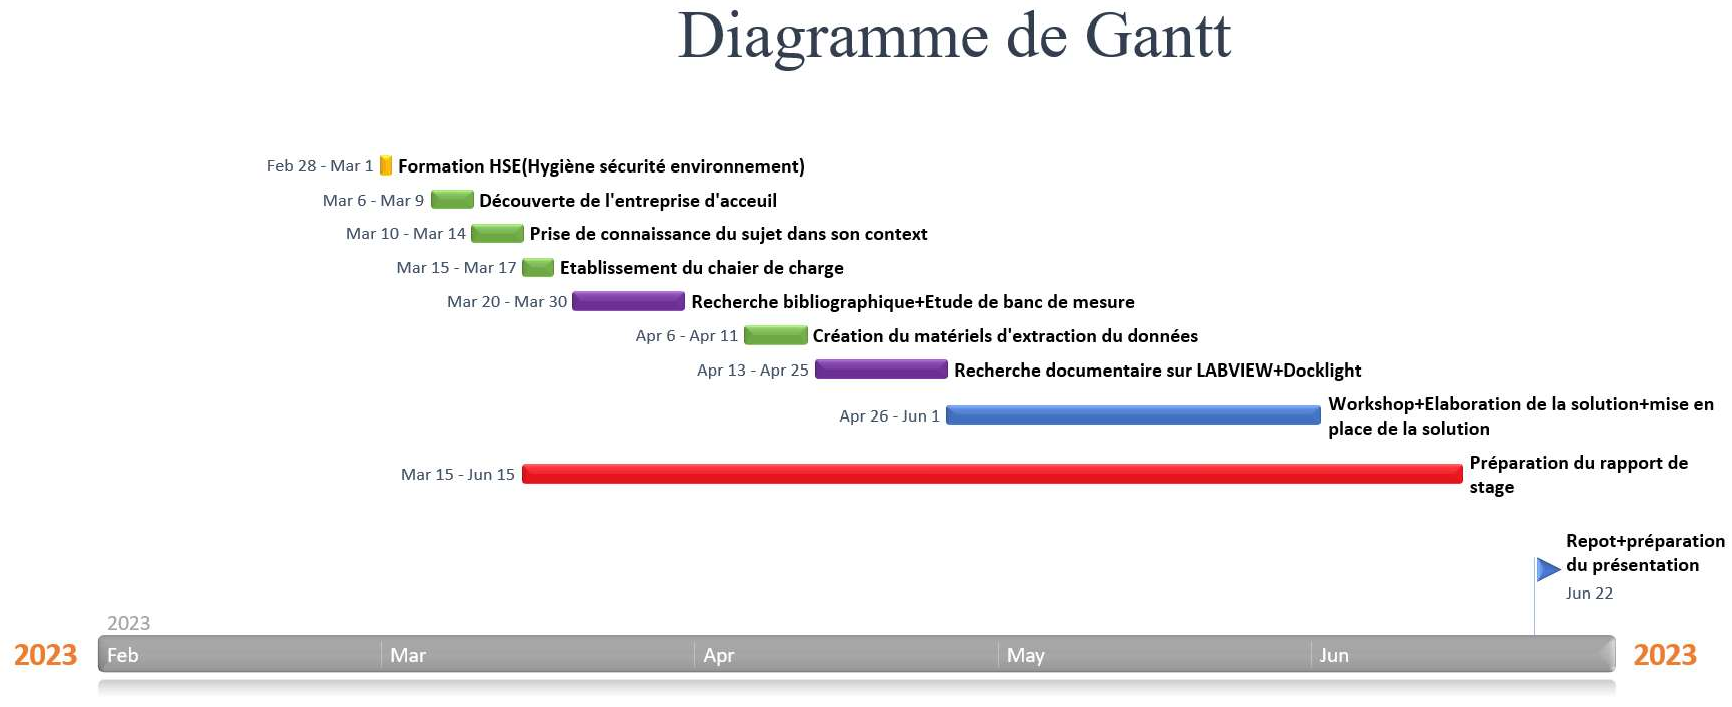 Diagramme de Gantt
Feb 28 - Mar 1 Formation HSE(Hygiène sécurité environnement)
Mar 6 - Mar 9 Découverte de l'entreprise d'acceuil
Mar 10 - Mar 14 Prise de connaissance du sujet dans son context
Mar 15 - Mar 17 Etablissement du chaier de charge
Mar 20 - Mar 30 Recherche bibliographique+Etude de banc de mesure
Apr 6 - Apr 11 Création du matériels d'extraction du données
Apr 13 - Apr 25 Recherche documentaire sur LABVIEW+Docklight
Apr 26 - Jun 1 Workshop+Elaboration de la solution+mise en
place de la solution
Mar 15 - Jun 15 Préparation du rapport de
stage
Repot+préparation
du présentation
Jun 22
2023
2023 Feb Mar Apr May Jun 2023